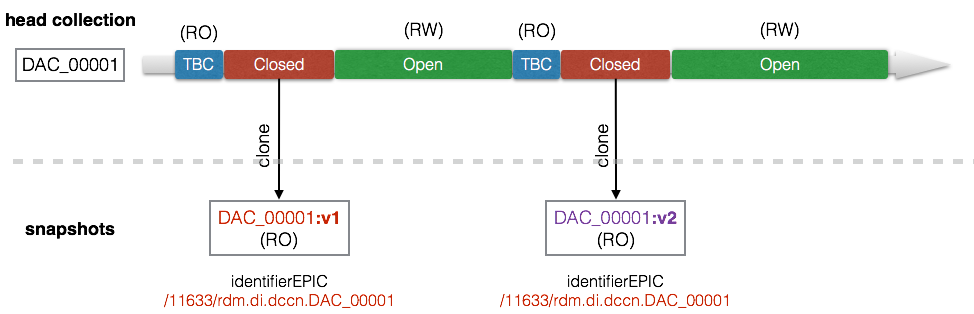 head collection
(RO)
(RW)
(RO)
(RW)
DAC_00001
TBC
Closed
Open
TBC
Closed
Open
clone
clone
snapshots
DAC_00001:v1
(RO)
DAC_00001:v2
(RO)
identifierEPIC
/11633/rdm.di.dccn.DAC_00001
identifierEPIC
/11633/rdm.di.dccn.DAC_00001